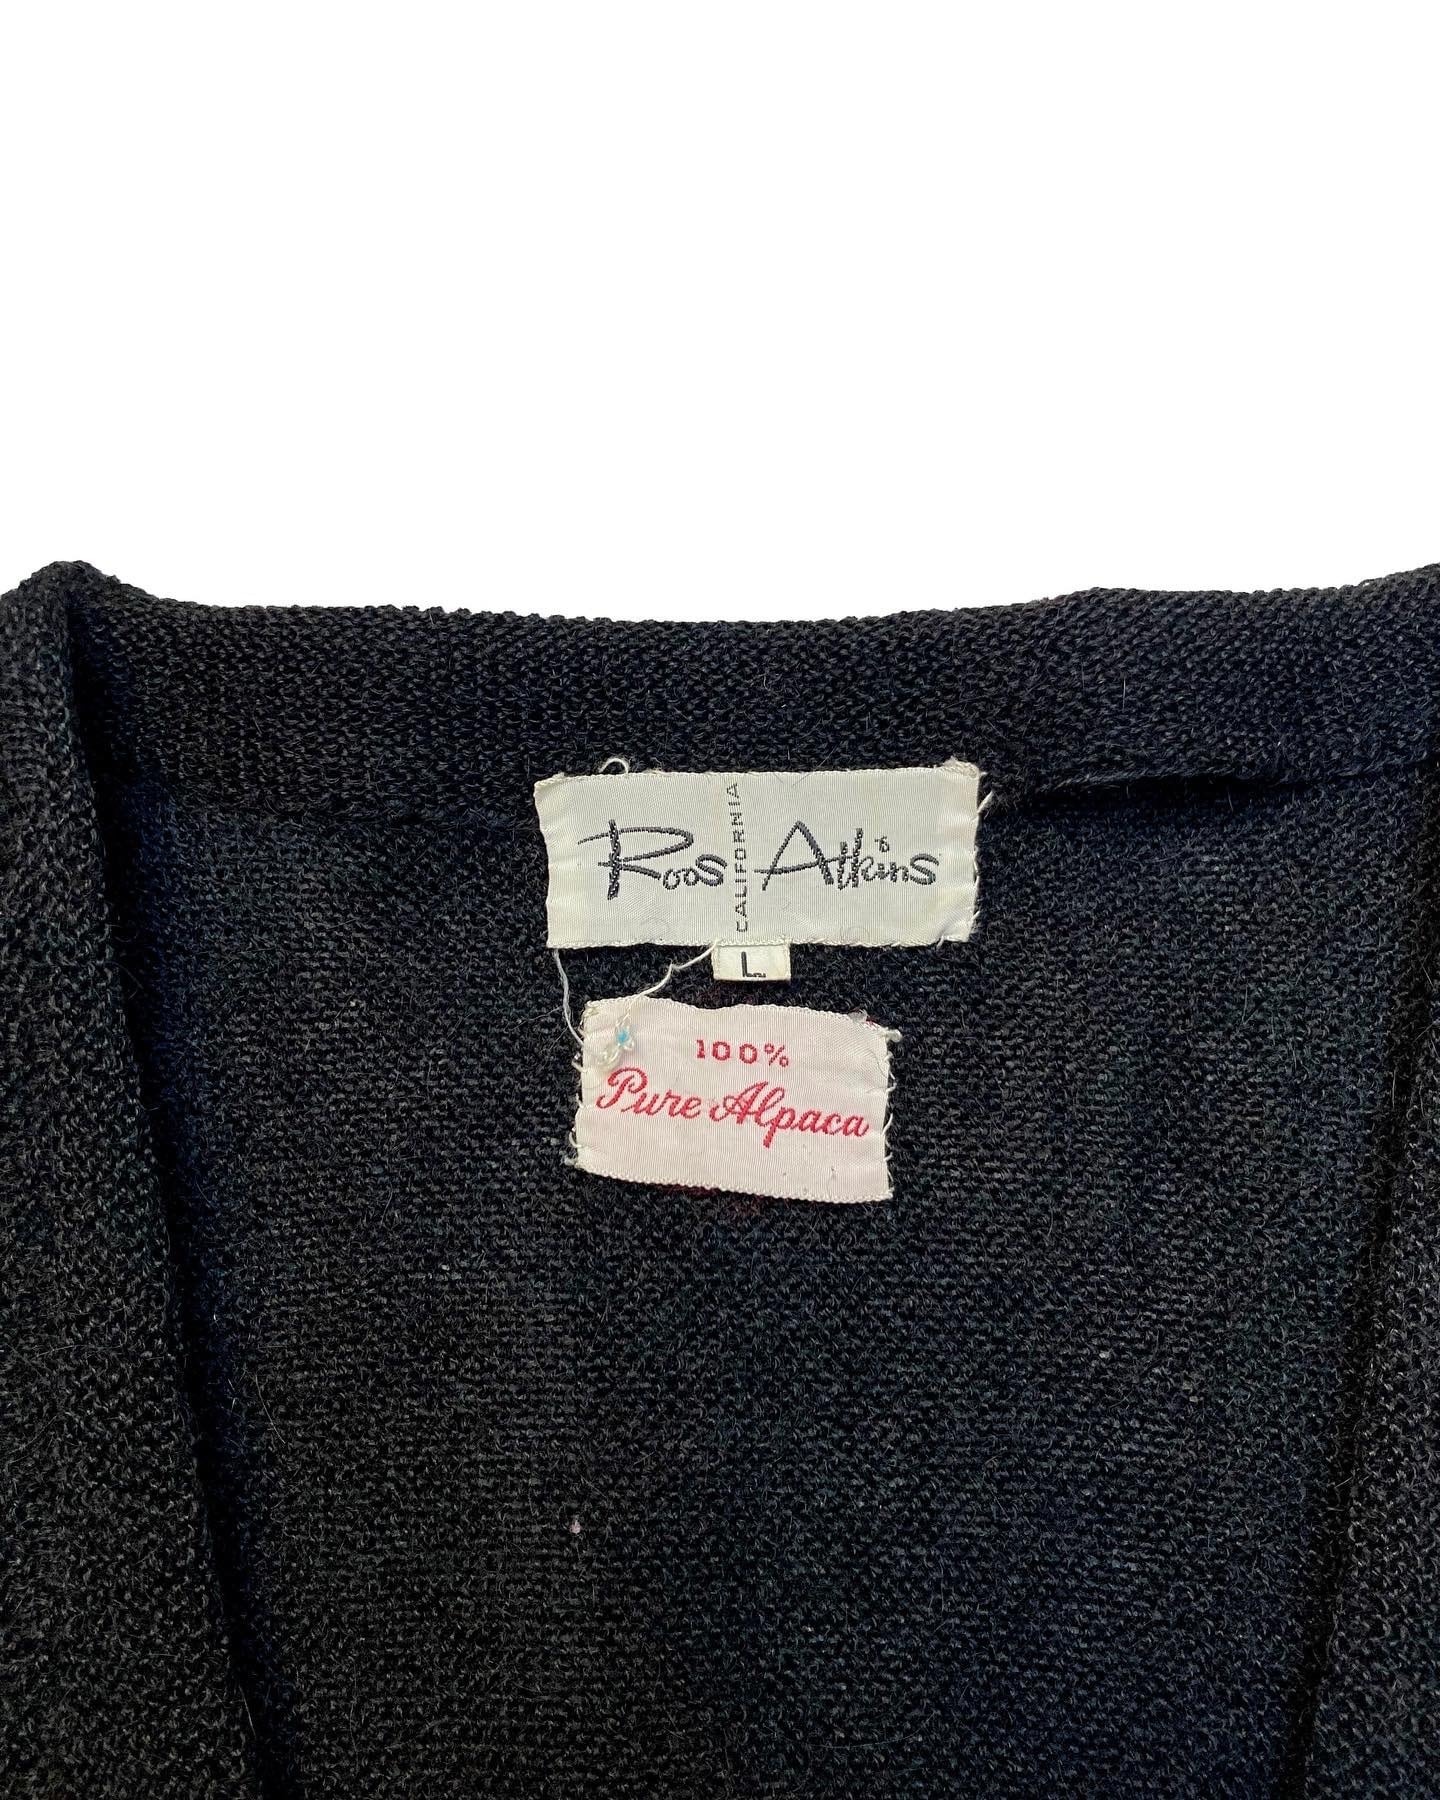 Roos CALIFORNIA Atkins
L
100%
Pure Alpaca